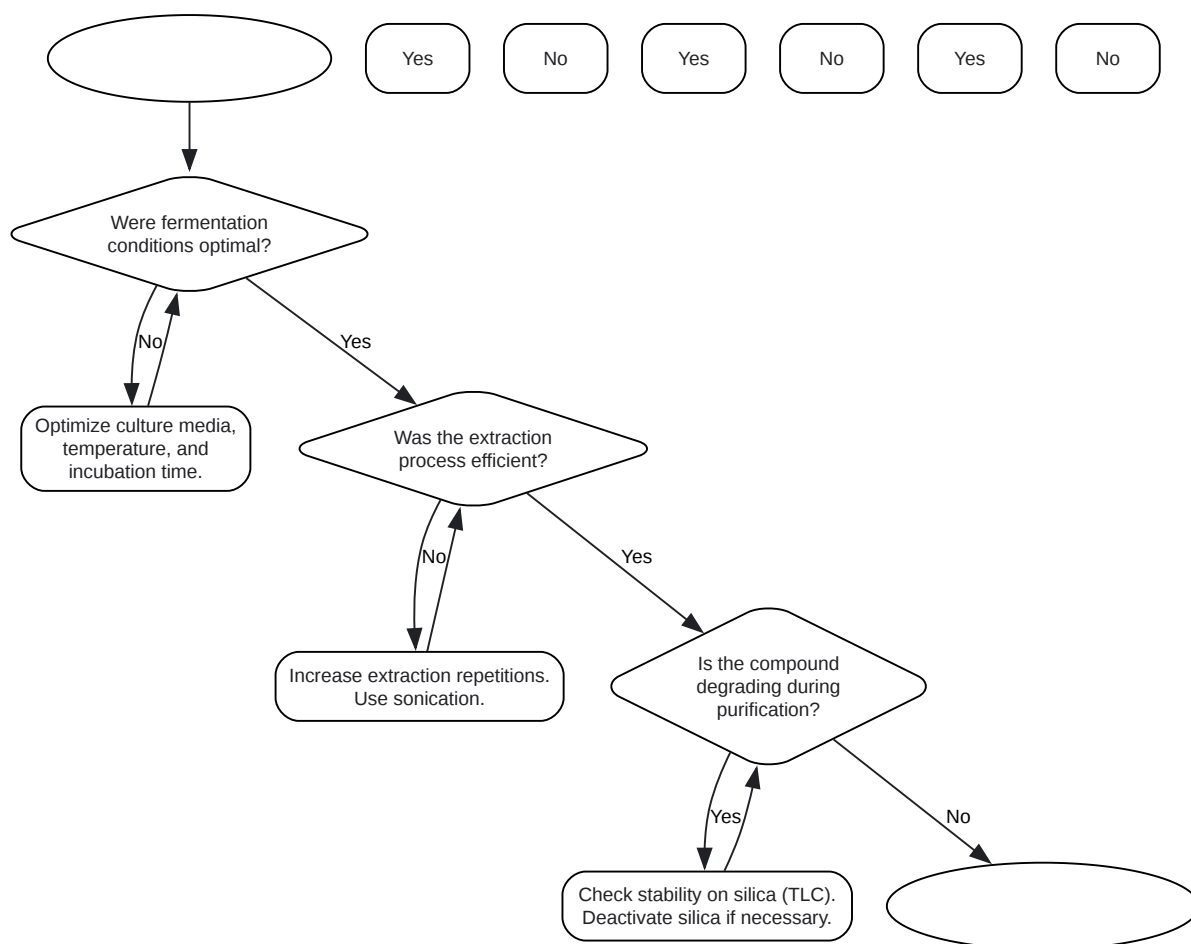 Yes
No
Yes
No
Yes
No
Were fermentation
conditions optimal?
No
Yes
Optimize culture media,
temperature, and
incubation time.
Was the extraction
process efficient?
No
Yes
Increase extraction repetitions.
Use sonication.
Is the compound
degrading during
purification?
Yes
No
Check stability on silica (TLC).
Deactivate silica if necessary.